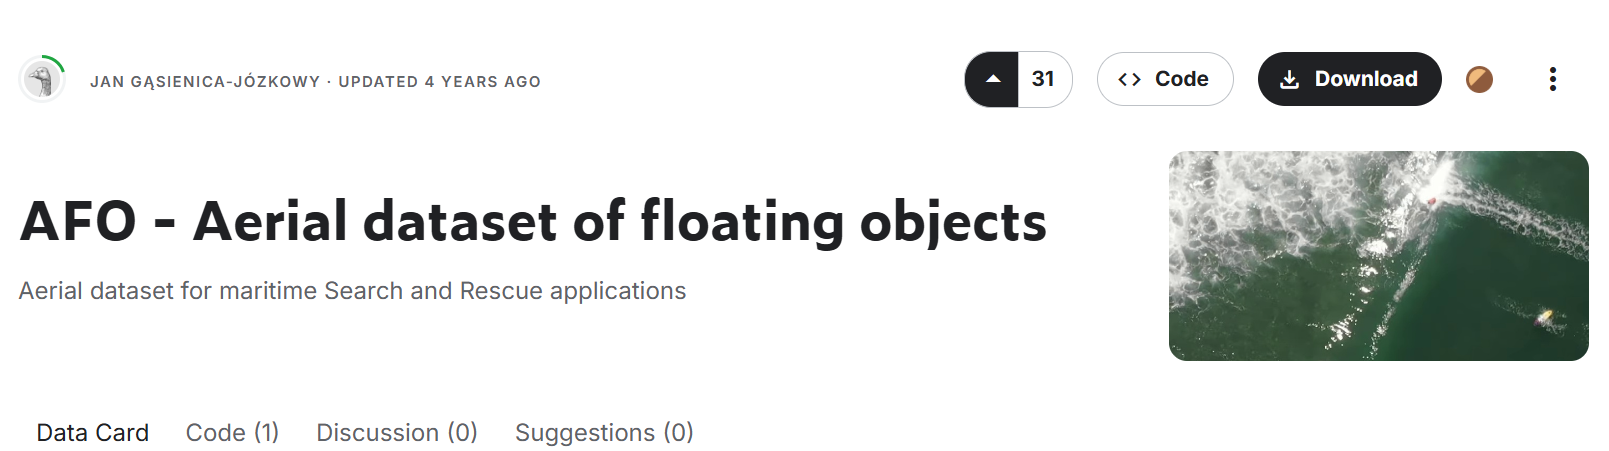 JAN GĄSIENICA-JÓZKOWY · UPDATED 4 YEARS AGO
31
Code
Download
AFO - Aerial dataset of floating objects
Aerial dataset for maritime Search and Rescue applications
Data Card Code (1) Discussion (0) Suggestions (0)